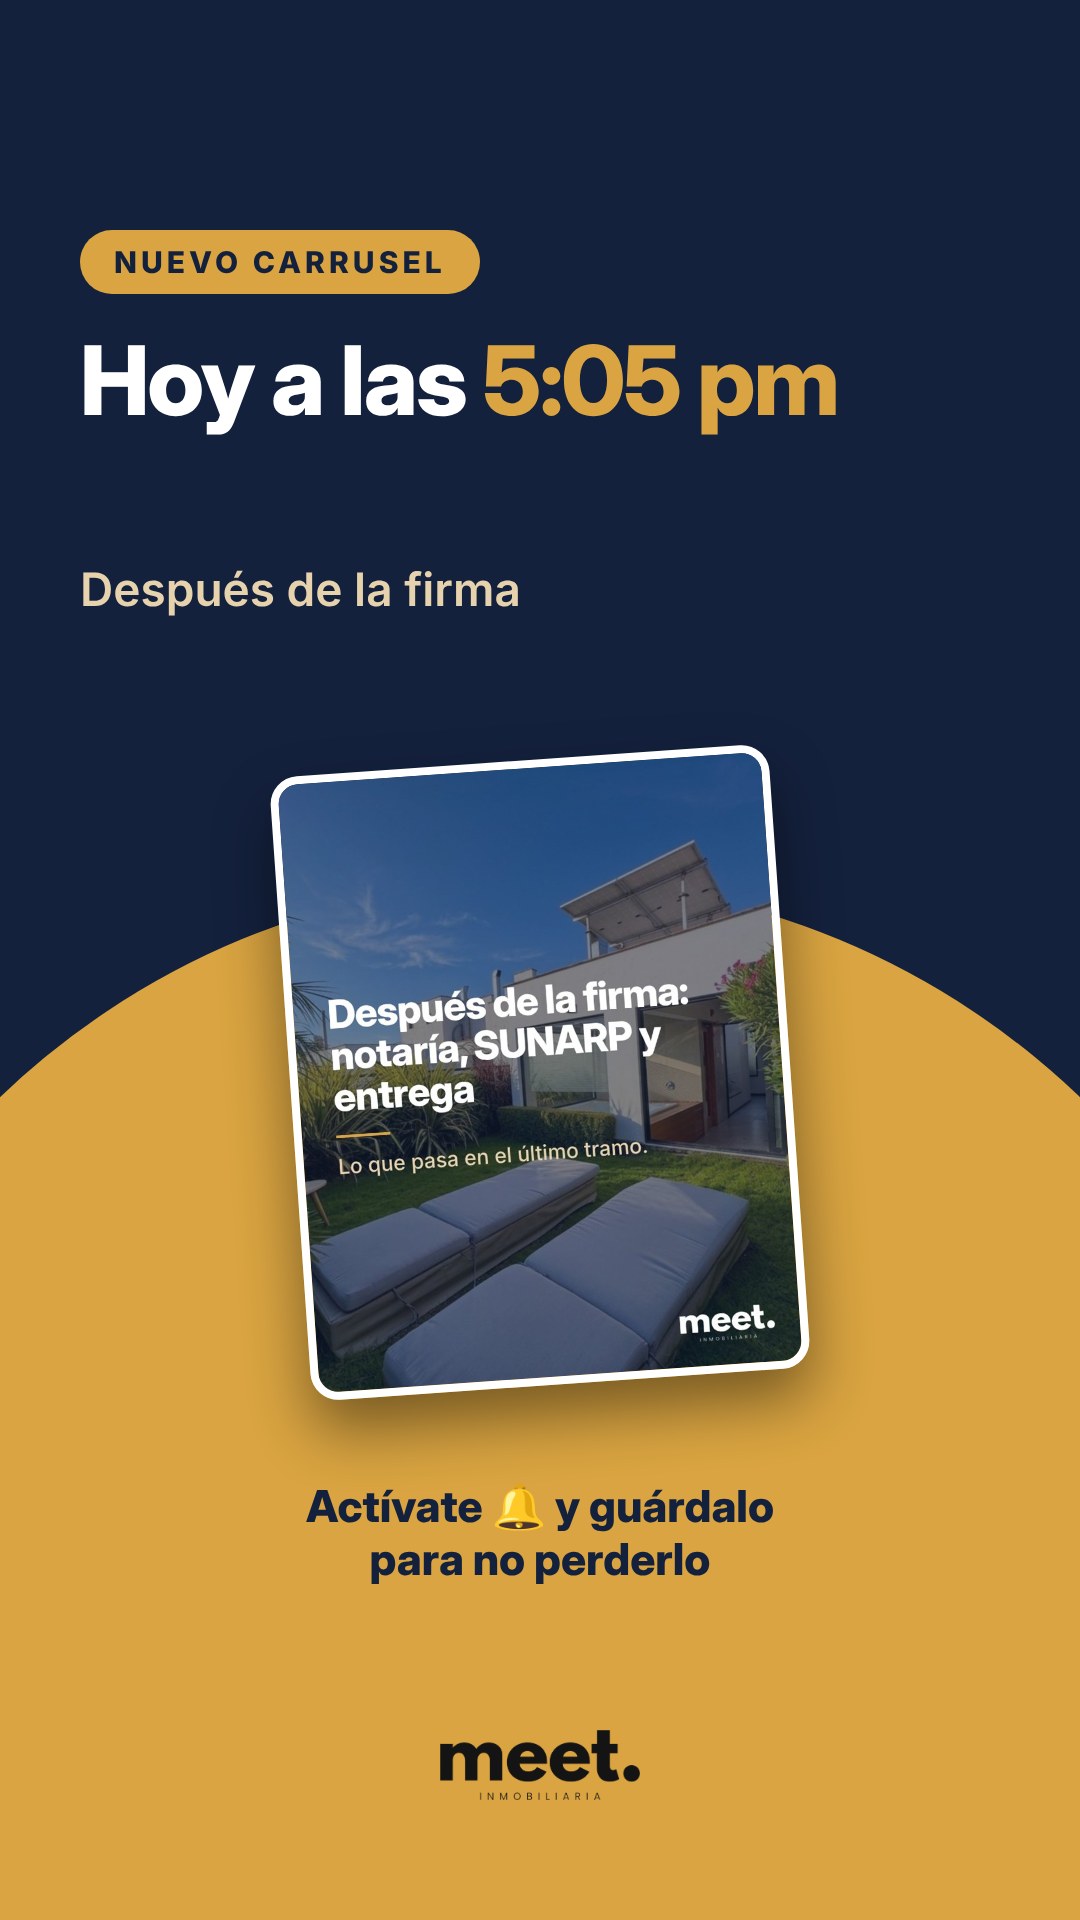 NUEVO CARRUSEL
Hoy a las 5:05 pm
Después de la firma
Después de la firma:
notaría, SUNARP y
entrega
Lo que pasa en el último tramo.
meet.
INMOBILIARIA
Actívate 🔔 y guárdalo
para no perderlo
meet.
INMOBILIARIA